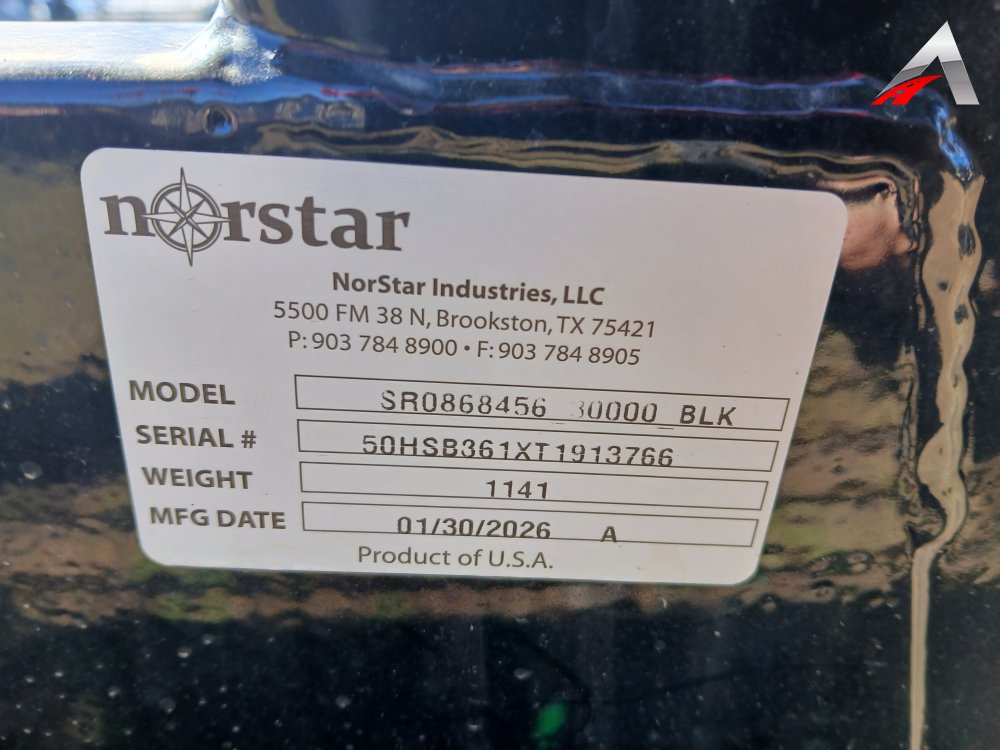 norstar
NorStar Industries, LLC
5500 FM 38 N, Brookston, TX 75421
P: 903 784 8900 • F: 903 784 8905
MODEL SR0868456_30000_BLK
SERIAL # 50HSB361XT1913766
WEIGHT 1141
MFG DATE 01/30/2026 A
Product of U.S.A.